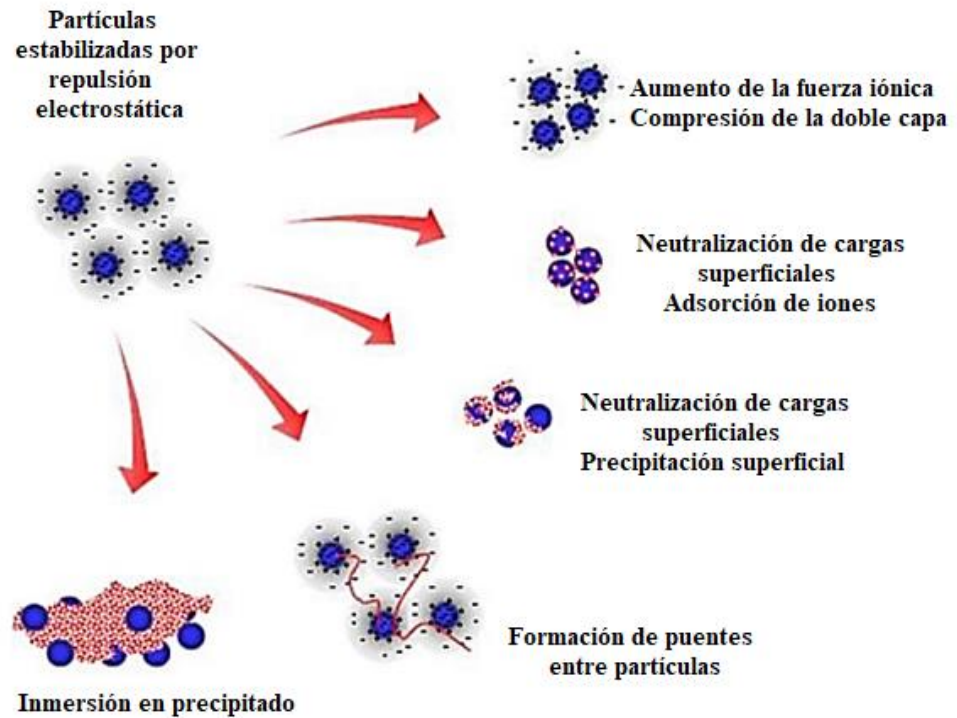 Partículas
estabilizadas por
repulsión
electrostática
Aumento de la fuerza iónica
Compresión de la doble capa
Neutralización de cargas
superficiales
Adsorción de iones
Neutralización de cargas
superficiales
Precipitación superficial
Formación de puentes
entre partículas
Inmersión en precipitado